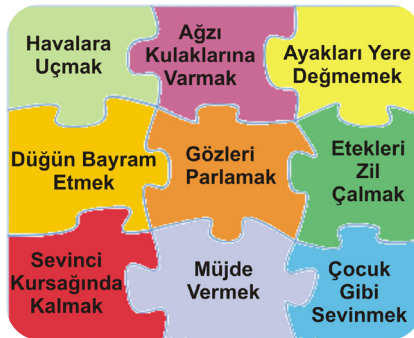 Havalara
Uçmak
Ağzı
Kulaklarına
Varmak
Ayakları Yere
Değmemek
Düğün Bayram
Etmek
Gözleri
Parlamak
Etekleri
Zil
Çalmak
Sevinci
Kursağında
Kalmak
Müjde
Vermek
Çocuk
Gibi
Sevinmek